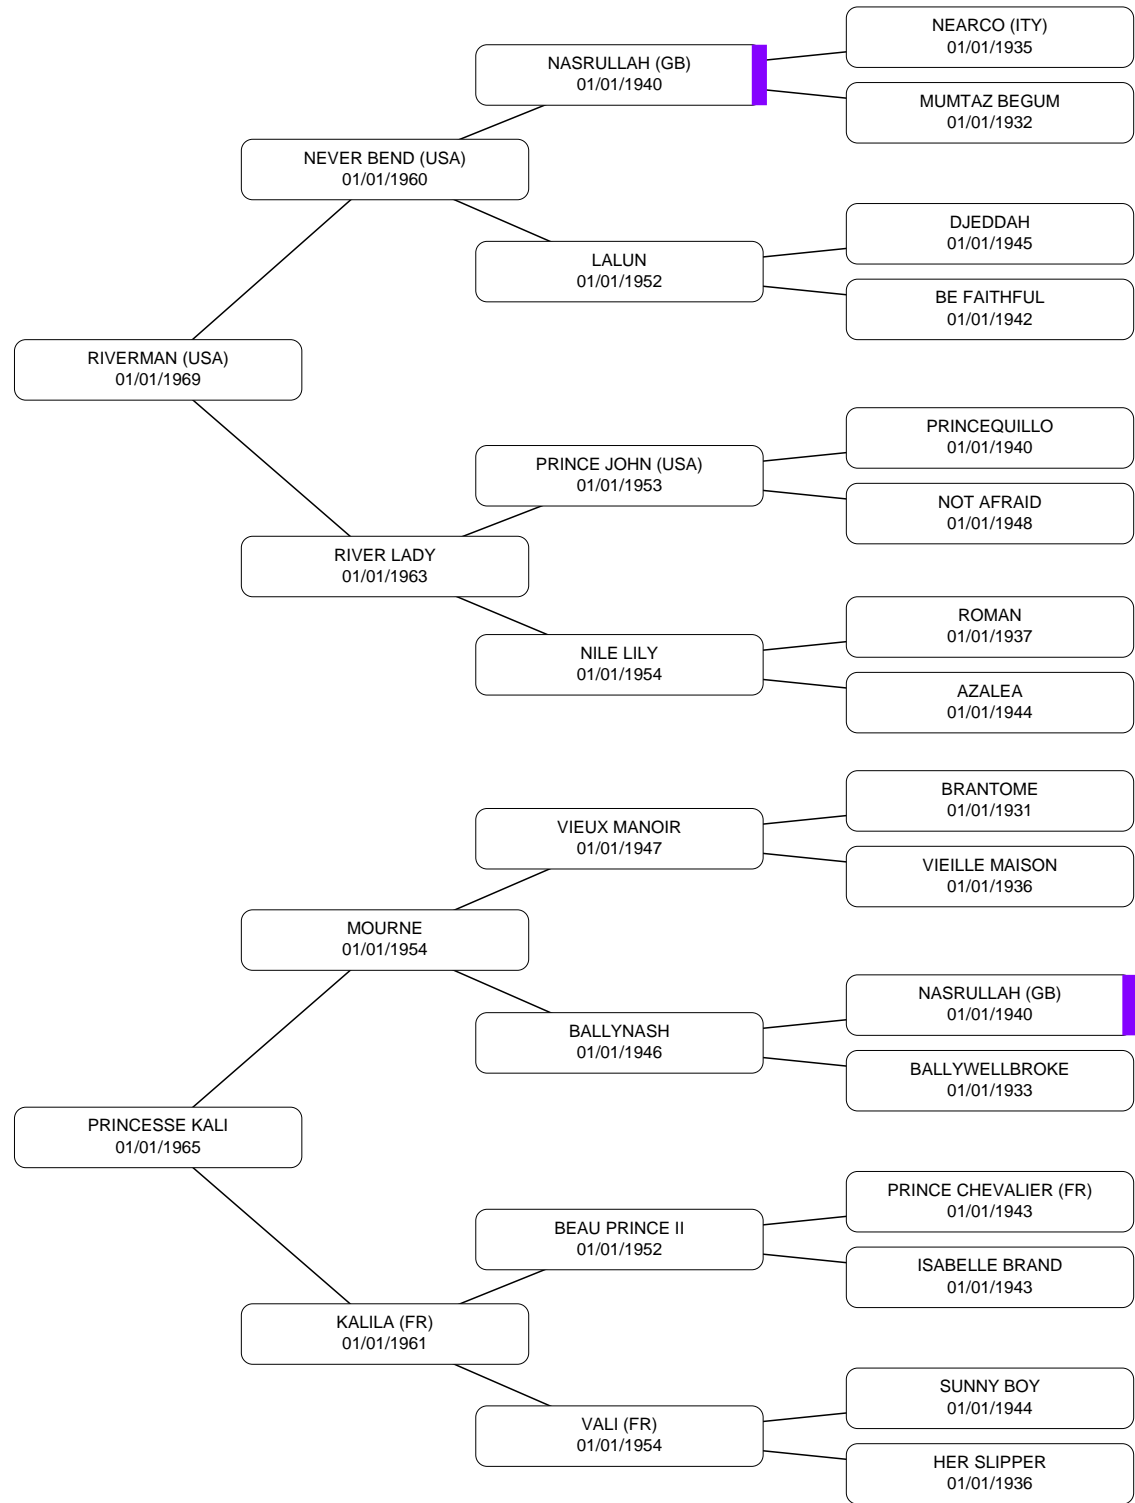 NEARCO (ITY)
01/01/1935
NASRULLAH (GB)
01/01/1940
MUMTAZ BEGUM
01/01/1932
NEVER BEND (USA)
01/01/1960
DJEDDAH
01/01/1945
LALUN
01/01/1952
BE FAITHFUL
01/01/1942
RIVERMAN (USA)
01/01/1969
PRINCEQUILLO
01/01/1940
PRINCE JOHN (USA)
01/01/1953
NOT AFRAID
01/01/1948
RIVER LADY
01/01/1963
ROMAN
01/01/1937
NILE LILY
01/01/1954
AZALEA
01/01/1944
BRANTOME
01/01/1931
VIEUX MANOIR
01/01/1947
VIEILLE MAISON
01/01/1936
MOURNE
01/01/1954
NASRULLAH (GB)
01/01/1940
BALLYNASH
01/01/1946
BALLYWELLBROKE
01/01/1933
PRINCESSE KALI
01/01/1965
PRINCE CHEVALIER (FR)
01/01/1943
BEAU PRINCE II
01/01/1952
ISABELLE BRAND
01/01/1943
KALILA (FR)
01/01/1961
SUNNY BOY
01/01/1944
VALI (FR)
01/01/1954
HER SLIPPER
01/01/1936